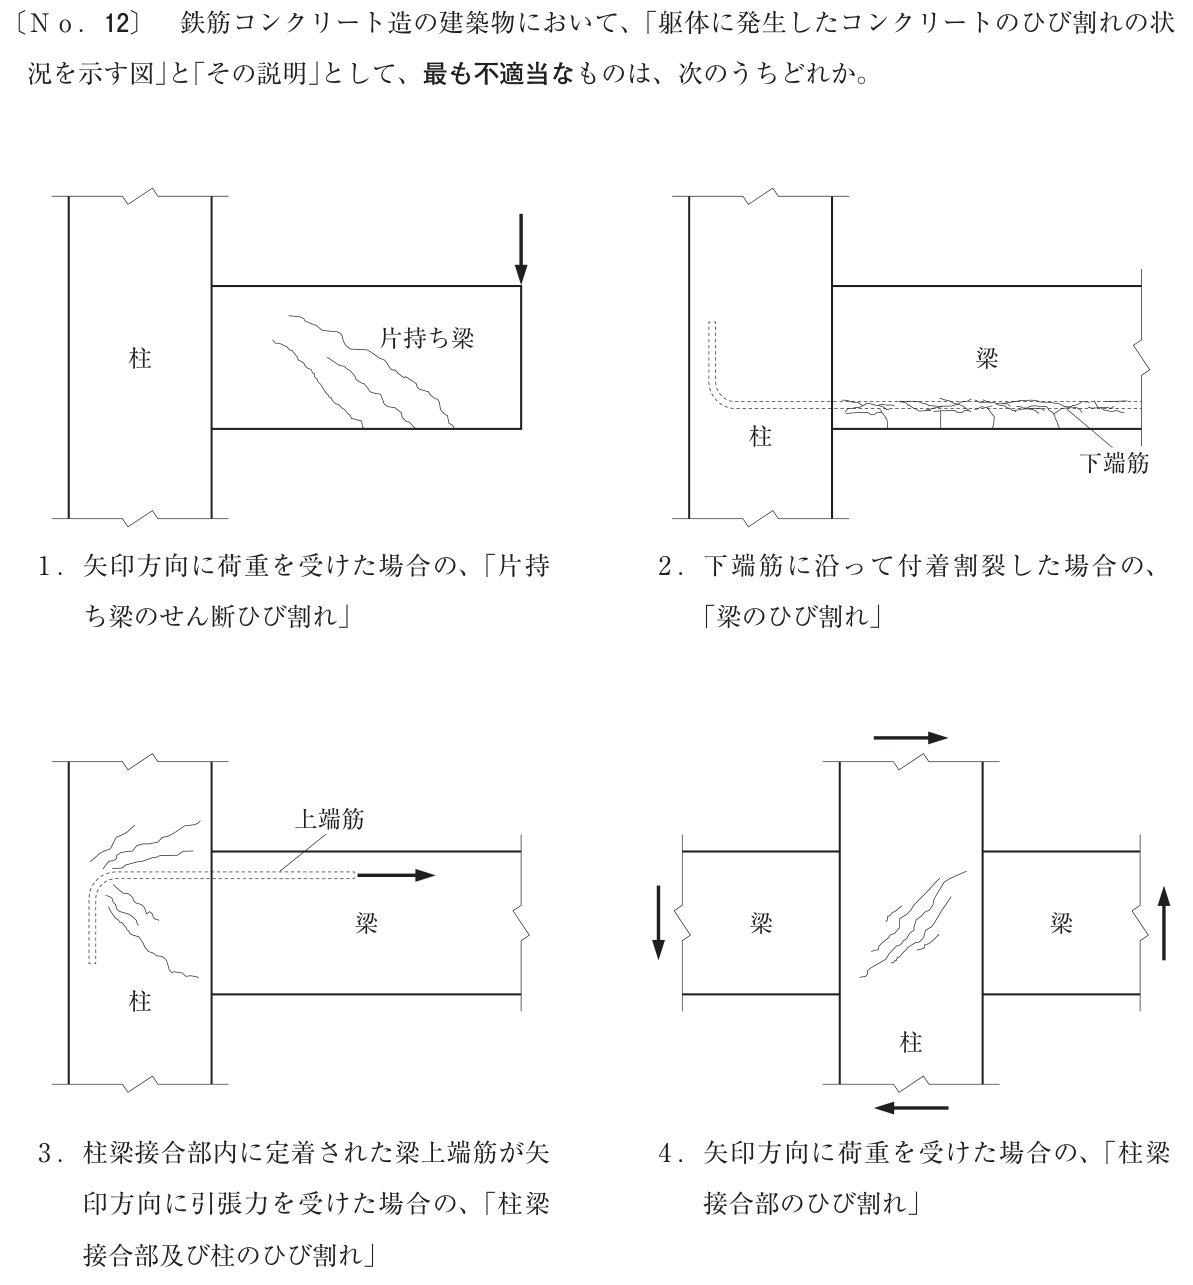 〔Ｎｏ．12〕　鉄筋コンクリート造の建築物において、「躯体に発生したコンクリートのひび割れの状
況を示す図」と「その説明」として、最も不適当なものは、次のうちどれか。
柱
片持ち梁
柱
梁
下端筋
１．矢印方向に荷重を受けた場合の、「片持
ち梁のせん断ひび割れ」
２．下端筋に沿って付着割裂した場合の、
「梁のひび割れ」
上端筋
梁
柱
梁
梁
柱
３．柱梁接合部内に定着された梁上端筋が矢
印方向に引張力を受けた場合の、「柱梁
接合部及び柱のひび割れ」
４．矢印方向に荷重を受けた場合の、「柱梁
接合部のひび割れ」